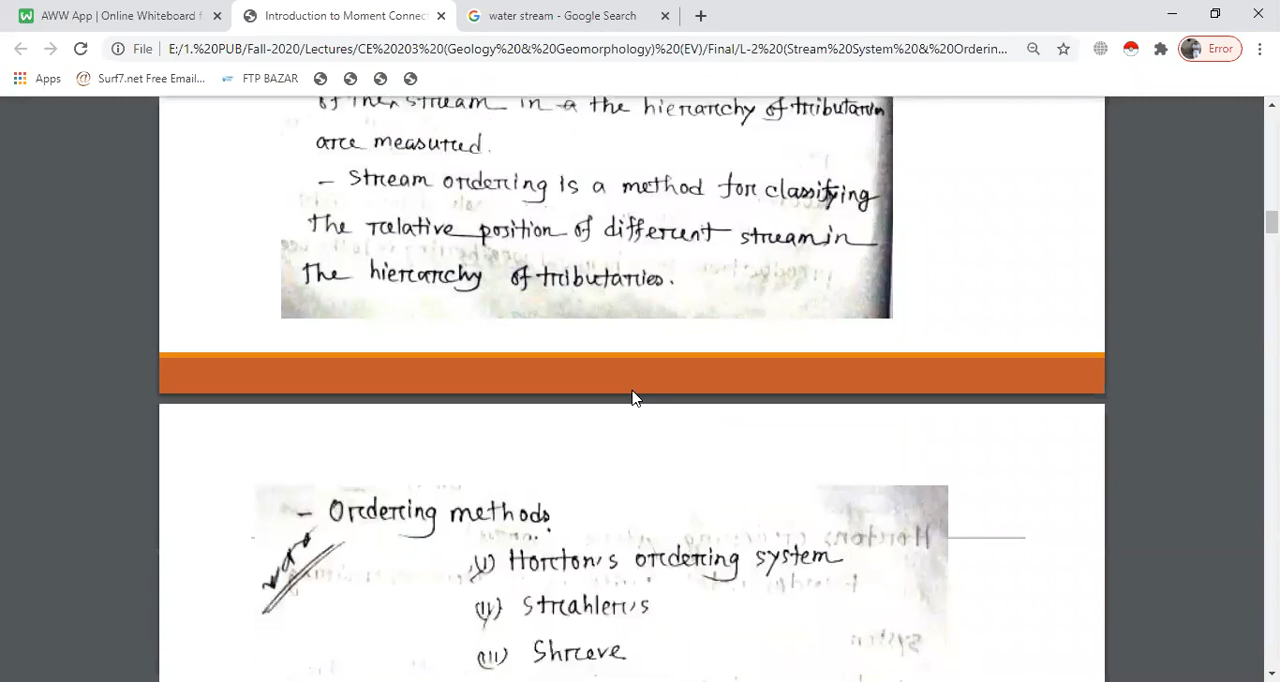 AWW App | Online Whiteboard f
Introduction to Moment Connec
water stream - Google Search
File E:/1.%20PUB/Fall-2020/Lectures/CE%20203%20(Geology%20&%20Geomorphology)%20(EV)/Final/L-2%20(Stream%20System%20&%20Orderin...
Error
Apps Surf7.net Free Email... FTP BAZAR
stream in a the hierarchy of tributaries
are measured.
- Stream ordering is a method for classifying
the relative position of different stream in
the hierarchy of tributaries.
- Ordering methods.
(i) Horton's ordering system
(ii) Strahler's
(iii) Shreve